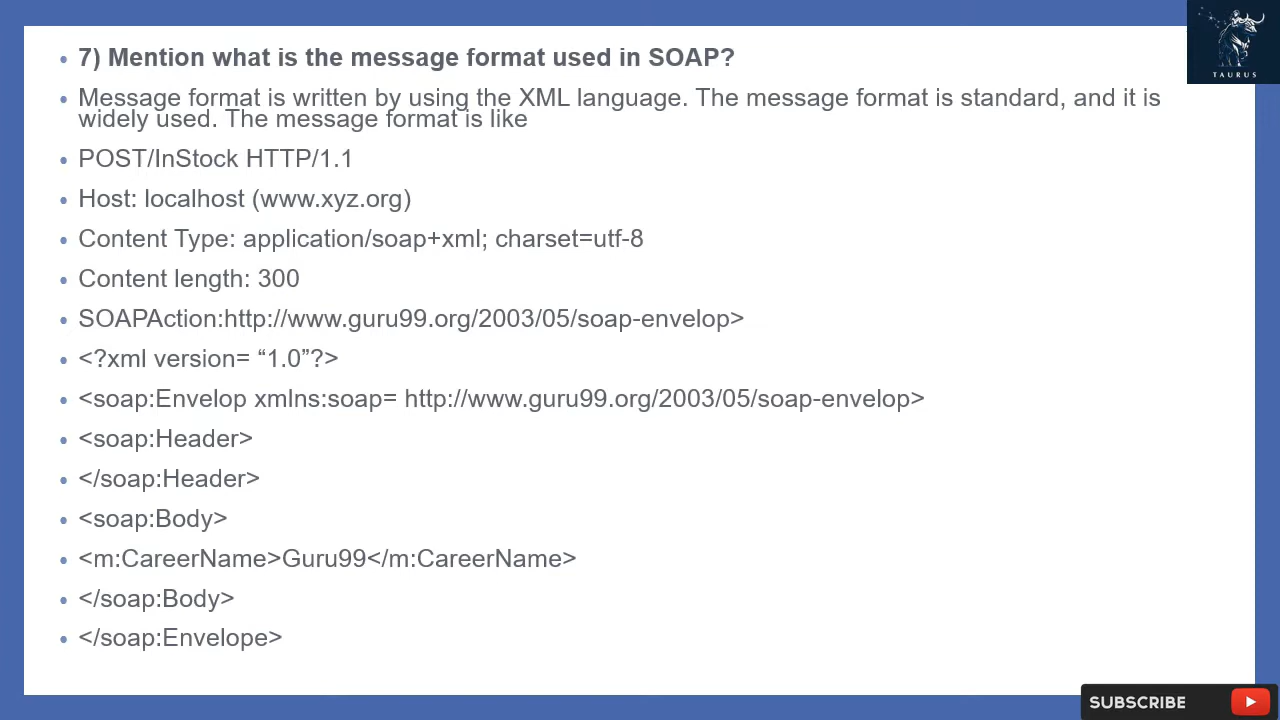 7) Mention what is the message format used in SOAP?
TAURUS
Message format is written by using the XML language. The message format is standard, and it is
widely used. The message format is like
POST/InStock HTTP/1.1
Host: localhost (www.xyz.org)
Content Type: application/soap+xml; charset=utf-8
Content length: 300
SOAPAction:http://www.guru99.org/2003/05/soap-envelop>
<?xml version= “1.0”?>
<soap:Envelop xmlns:soap= http://www.guru99.org/2003/05/soap-envelop>
<soap:Header>
</soap:Header>
<soap:Body>
<m:CareerName>Guru99</m:CareerName>
</soap:Body>
</soap:Envelope>
SUBSCRIBE